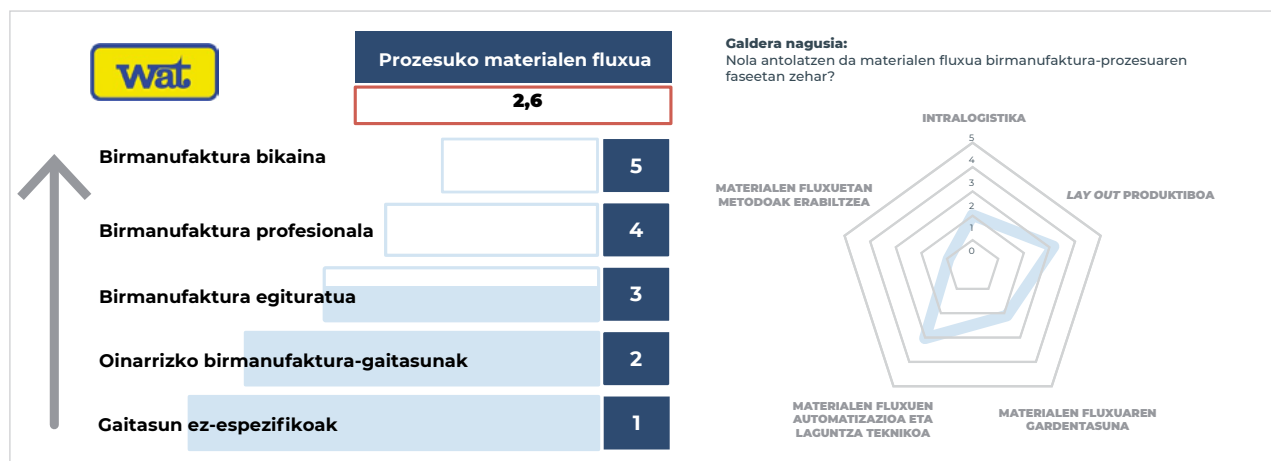 wat
Prozesuko materialen fluxua
2,6
Birmanufaktura bikaina
5
Birmanufaktura profesionala
4
Birmanufaktura egituratua
3
Oinarrizko birmanufaktura-gaitasunak
2
Gaitasun ez-espezifikoak
1
Galdera nagusia:
Nola antolatzen da materialen fluxua birmanufaktura-prozesuaren
faseetan zehar?
INTRALOGISTIKA
5
4
3
2
1
0
MATERIALEN FLUXUETAN
METODOAK ERABILTZEA
LAY OUT PRODUKTIBOA
MATERIALEN FLUXUEN
AUTOMATIZAZIOA ETA
LAGUNTZA TEKNIKOA
MATERIALEN FLUXUAREN
GARDENTASUNA